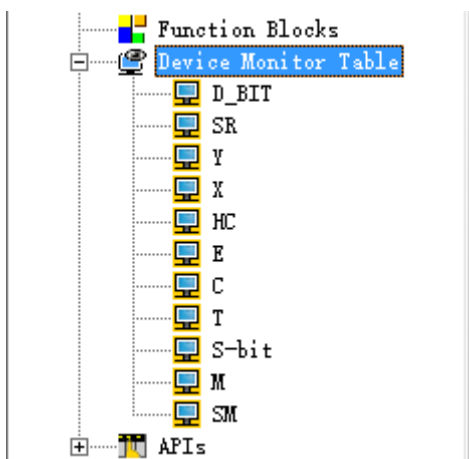 Function Blocks
Device Monitor Table
D_BIT
SR
Y
X
HC
E
C
T
S-bit
M
SM
APIs